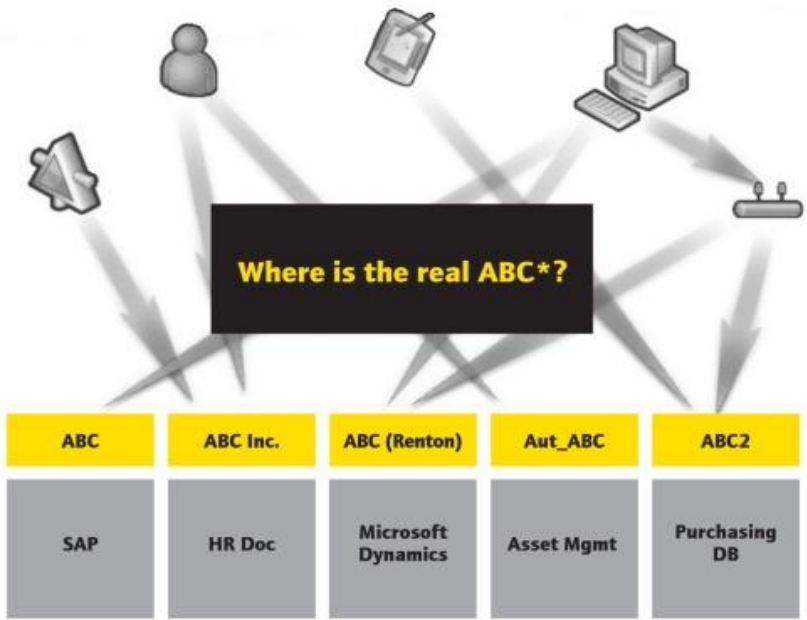 Where is the real ABC*?
ABC
ABC Inc.
ABC (Renton)
Aut_ABC
ABC2
SAP
HR Doc
Microsoft
Dynamics
Asset Mgmt
Purchasing
DB